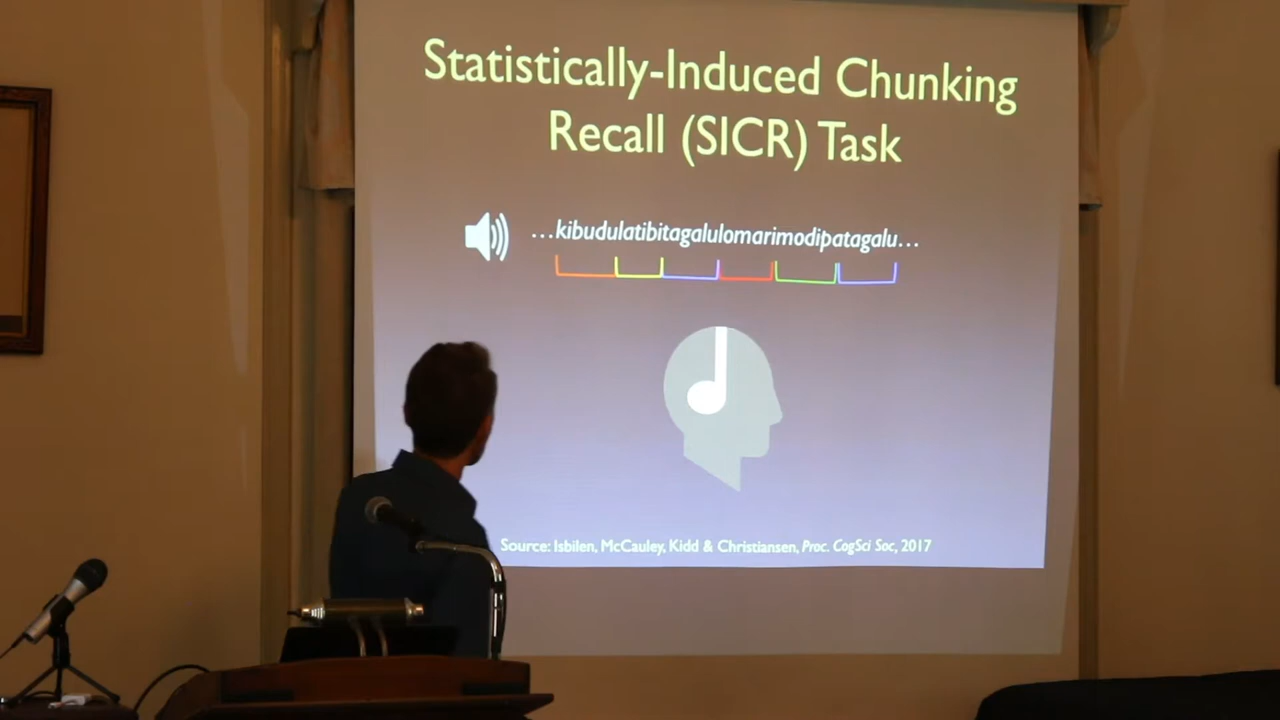 Statistically-Induced Chunking
Recall (SICR) Task
...kibudulatibitagalulomarimodipatagalu...
Source: Isbilen, McCauley, Kidd & Christiansen, Proc. CogSci Soc, 2017